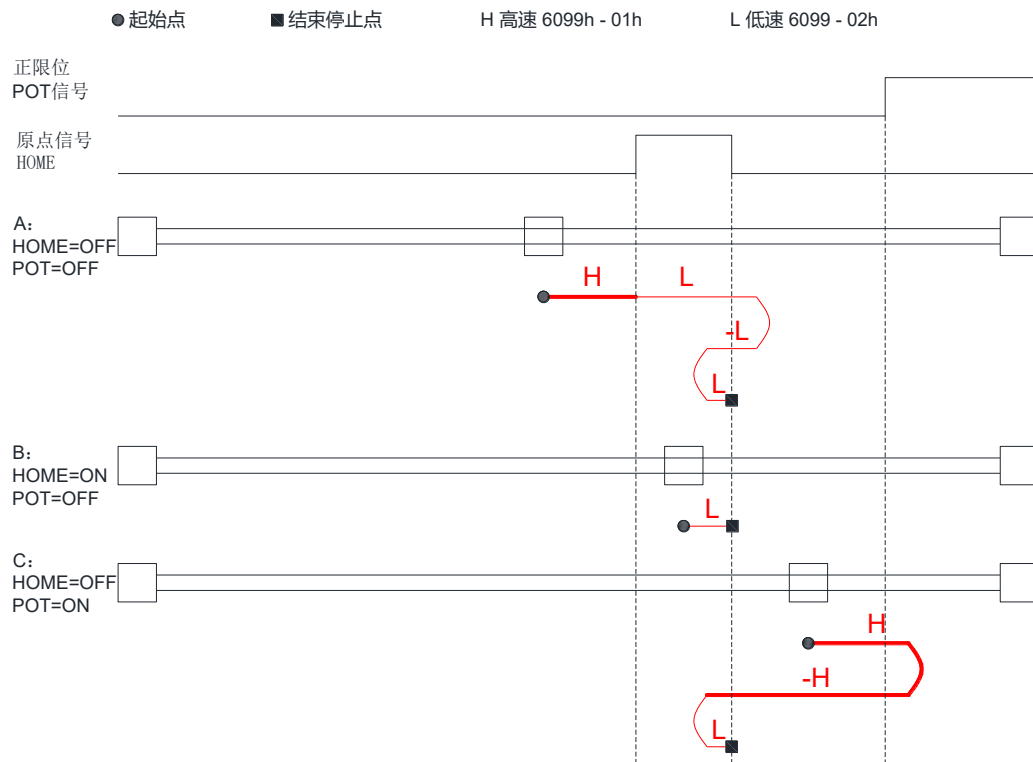 起始点 结束停止点 H 高速 6099h - 01h L 低速 6099 - 02h
正限位
POT信号
原点信号
HOME
A:
HOME=OFF
POT=OFF
H L
-L
L
B:
HOME=ON
POT=OFF
L
C:
HOME=OFF
POT=ON
H
-H
L